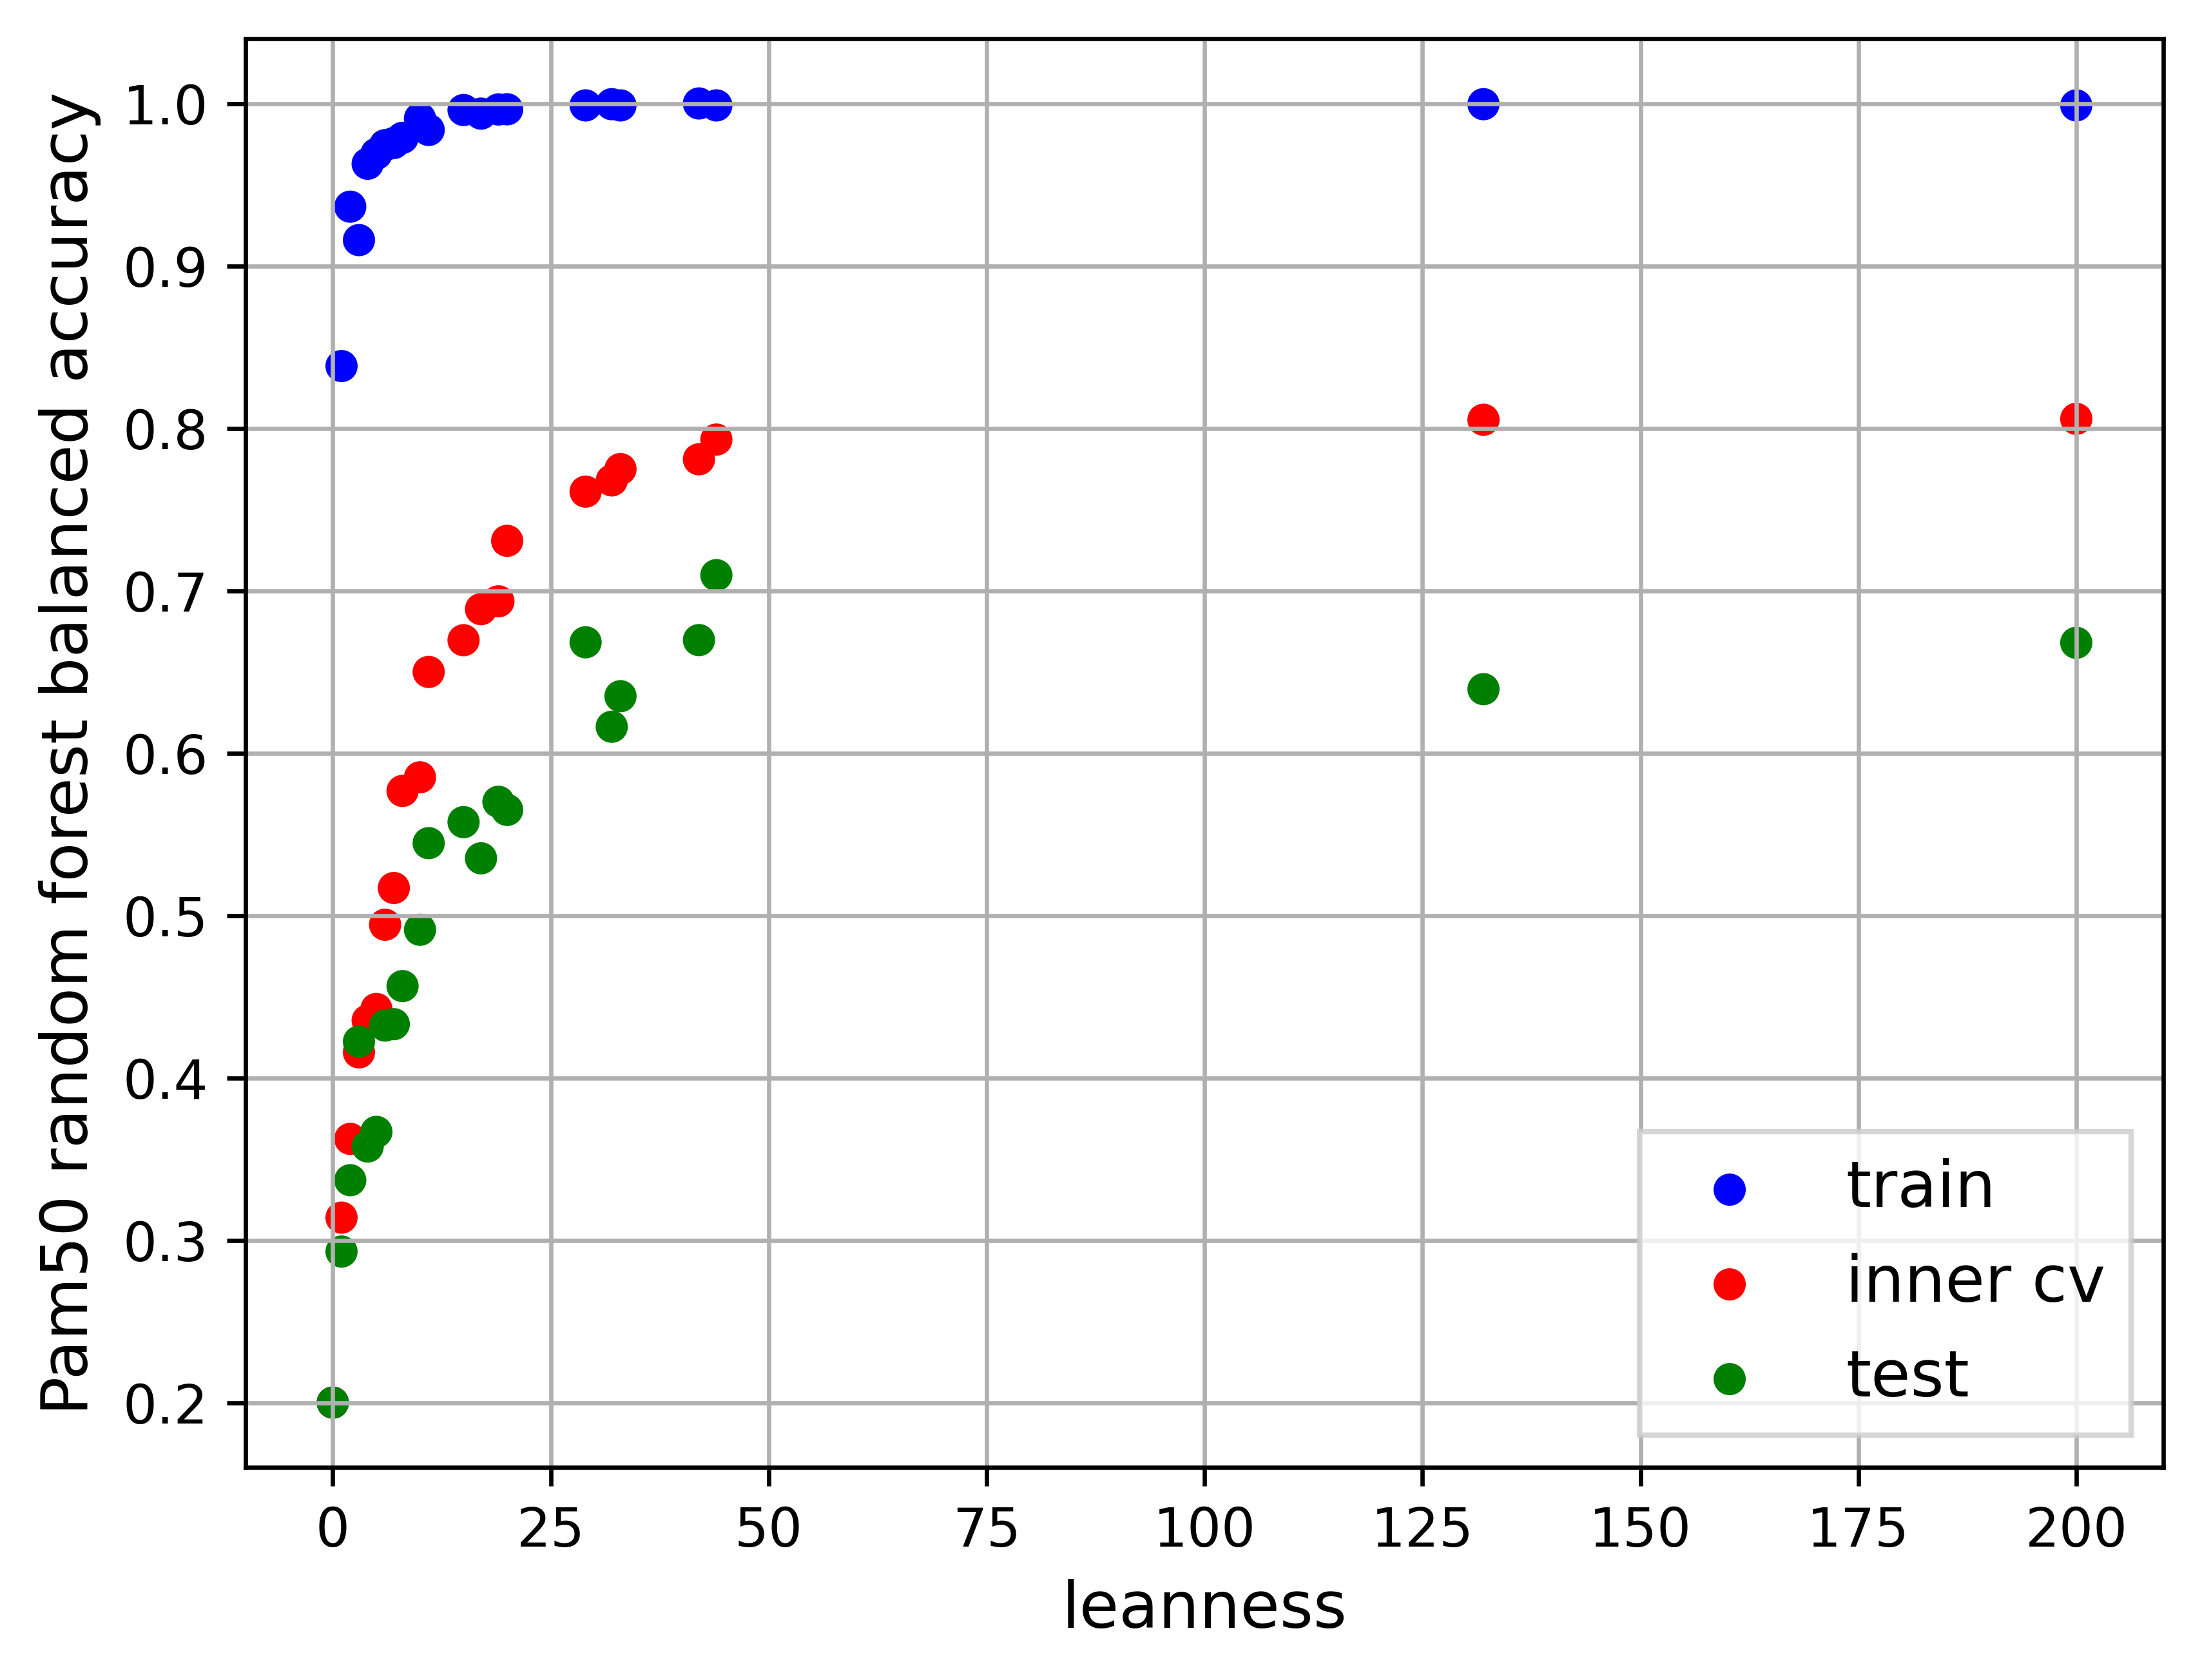 Pam50 random forest balanced accuracy
1.0
0.9
0.8
0.7
0.6
0.5
0.4
0.3
0.2
train
inner cv
test
0 25 50 75 100 125 150 175 200
leanness